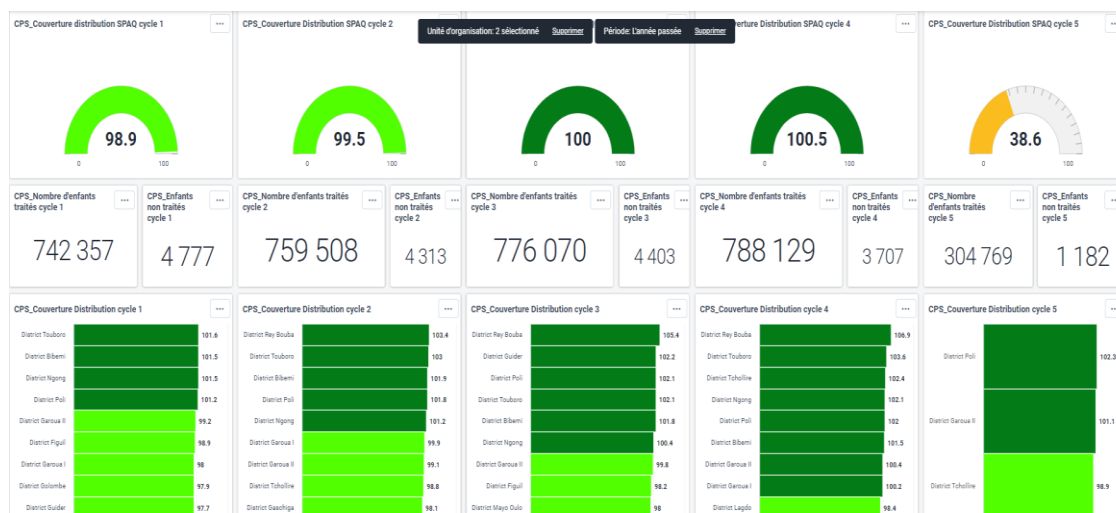 CPS_Couverture distribution SPAQ cycle 1
CPS_Couverture Distribution SPAQ cycle 2
Unité d'organisation: 2 sélectionné Supprimer
Période: L'année passée Supprimer
erture Distribution SPAQ cycle 4
CPS_Couverture Distribution SPAQ cycle 5
98.9
0 100
99.5
0 100
100
0 100
100.5
0 100
38.6
0 100
CPS_Nombre d'enfants
traités cycle 1
742 357
CPS_Enfants
non traités
cycle 1
4 777
CPS_Nombre d'enfants traités
cycle 2
759 508
CPS_Enfants
non traités
cycle 2
4 313
CPS_Nombre d'enfants traités
cycle 3
776 070
CPS_Enfants
non traités
cycle 3
4 403
CPS_Nombre d'enfants traités
cycle 4
788 129
CPS_Enfants
non traités
cycle 4
3 707
CPS_Nombre
d'enfants traités
cycle 5
304 769
CPS_Enfants
non traités
cycle 5
1 182
CPS_Couverture Distribution cycle 1
District Touboro 101.6
District Bibemi 101.5
District Ngong 101.5
District Poli 101.2
District Garoua II 99.2
District Figuil 98.9
District Garoua I 98
District Golombe 97.9
District Guider 97.7
CPS_Couverture Distribution cycle 2
District Rey Bouba 103.4
District Touboro 103
District Bibemi 101.9
District Poli 101.8
District Ngong 101.2
District Garoua I 99.9
District Garoua II 99.1
District Tchollire 98.8
District Gaschiga 98.1
CPS_Couverture Distribution cycle 3
District Rey Bouba 105.4
District Guider 102.2
District Poli 102.1
District Touboro 102.1
District Bibemi 101.8
District Ngong 100.4
District Garoua II 99.8
District Figuil 98.2
District Mayo Oulo 98
CPS_Couverture Distribution cycle 4
District Rey Bouba 106.9
District Touboro 103.6
District Tchollire 102.4
District Ngong 102.1
District Poli 102
District Bibemi 101.5
District Garoua II 100.4
District Garoua I 100.2
District Lagdo 98.4
CPS_Couverture Distribution cycle 5
District Poli 102.3
District Garoua II 101.1
District Tchollire 98.9